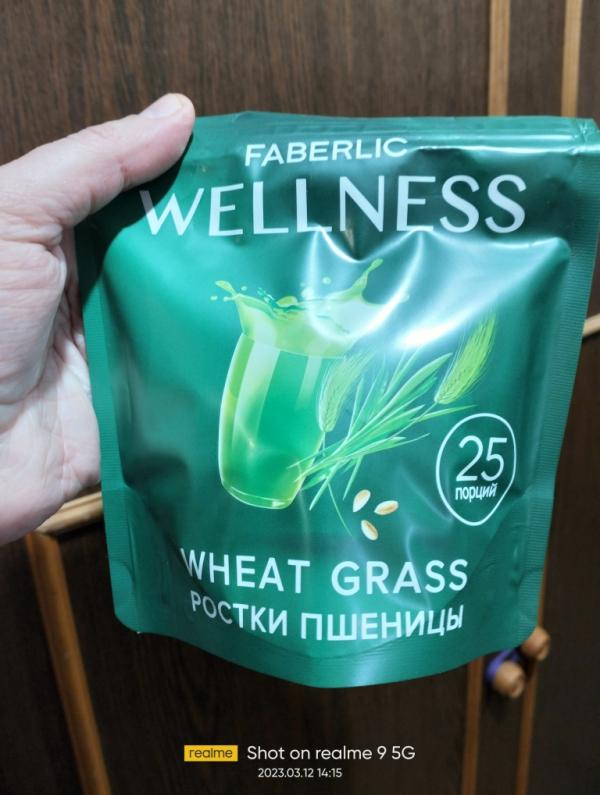 FABERLIC
WELLNESS
25
порций
WHEAT GRASS
РОСТКИ ПШЕНИЦЫ
realme Shot on realme 9 5G
2023.03.12 14:15